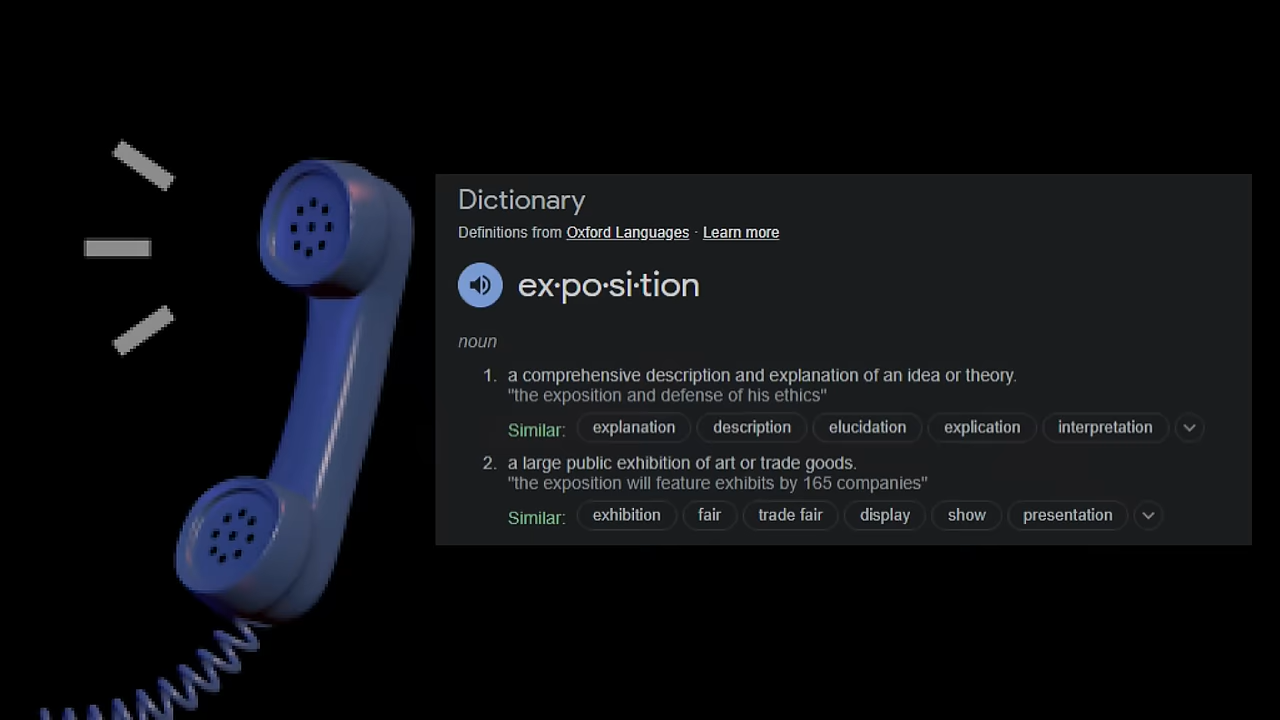 Dictionary
Definitions from Oxford Languages · Learn more
ex·po·si·tion
noun
1. a comprehensive description and explanation of an idea or theory.
"the exposition and defense of his ethics"
Similar: explanation description elucidation explication interpretation
2. a large public exhibition of art or trade goods.
"the exposition will feature exhibits by 165 companies"
Similar: exhibition fair trade fair display show presentation